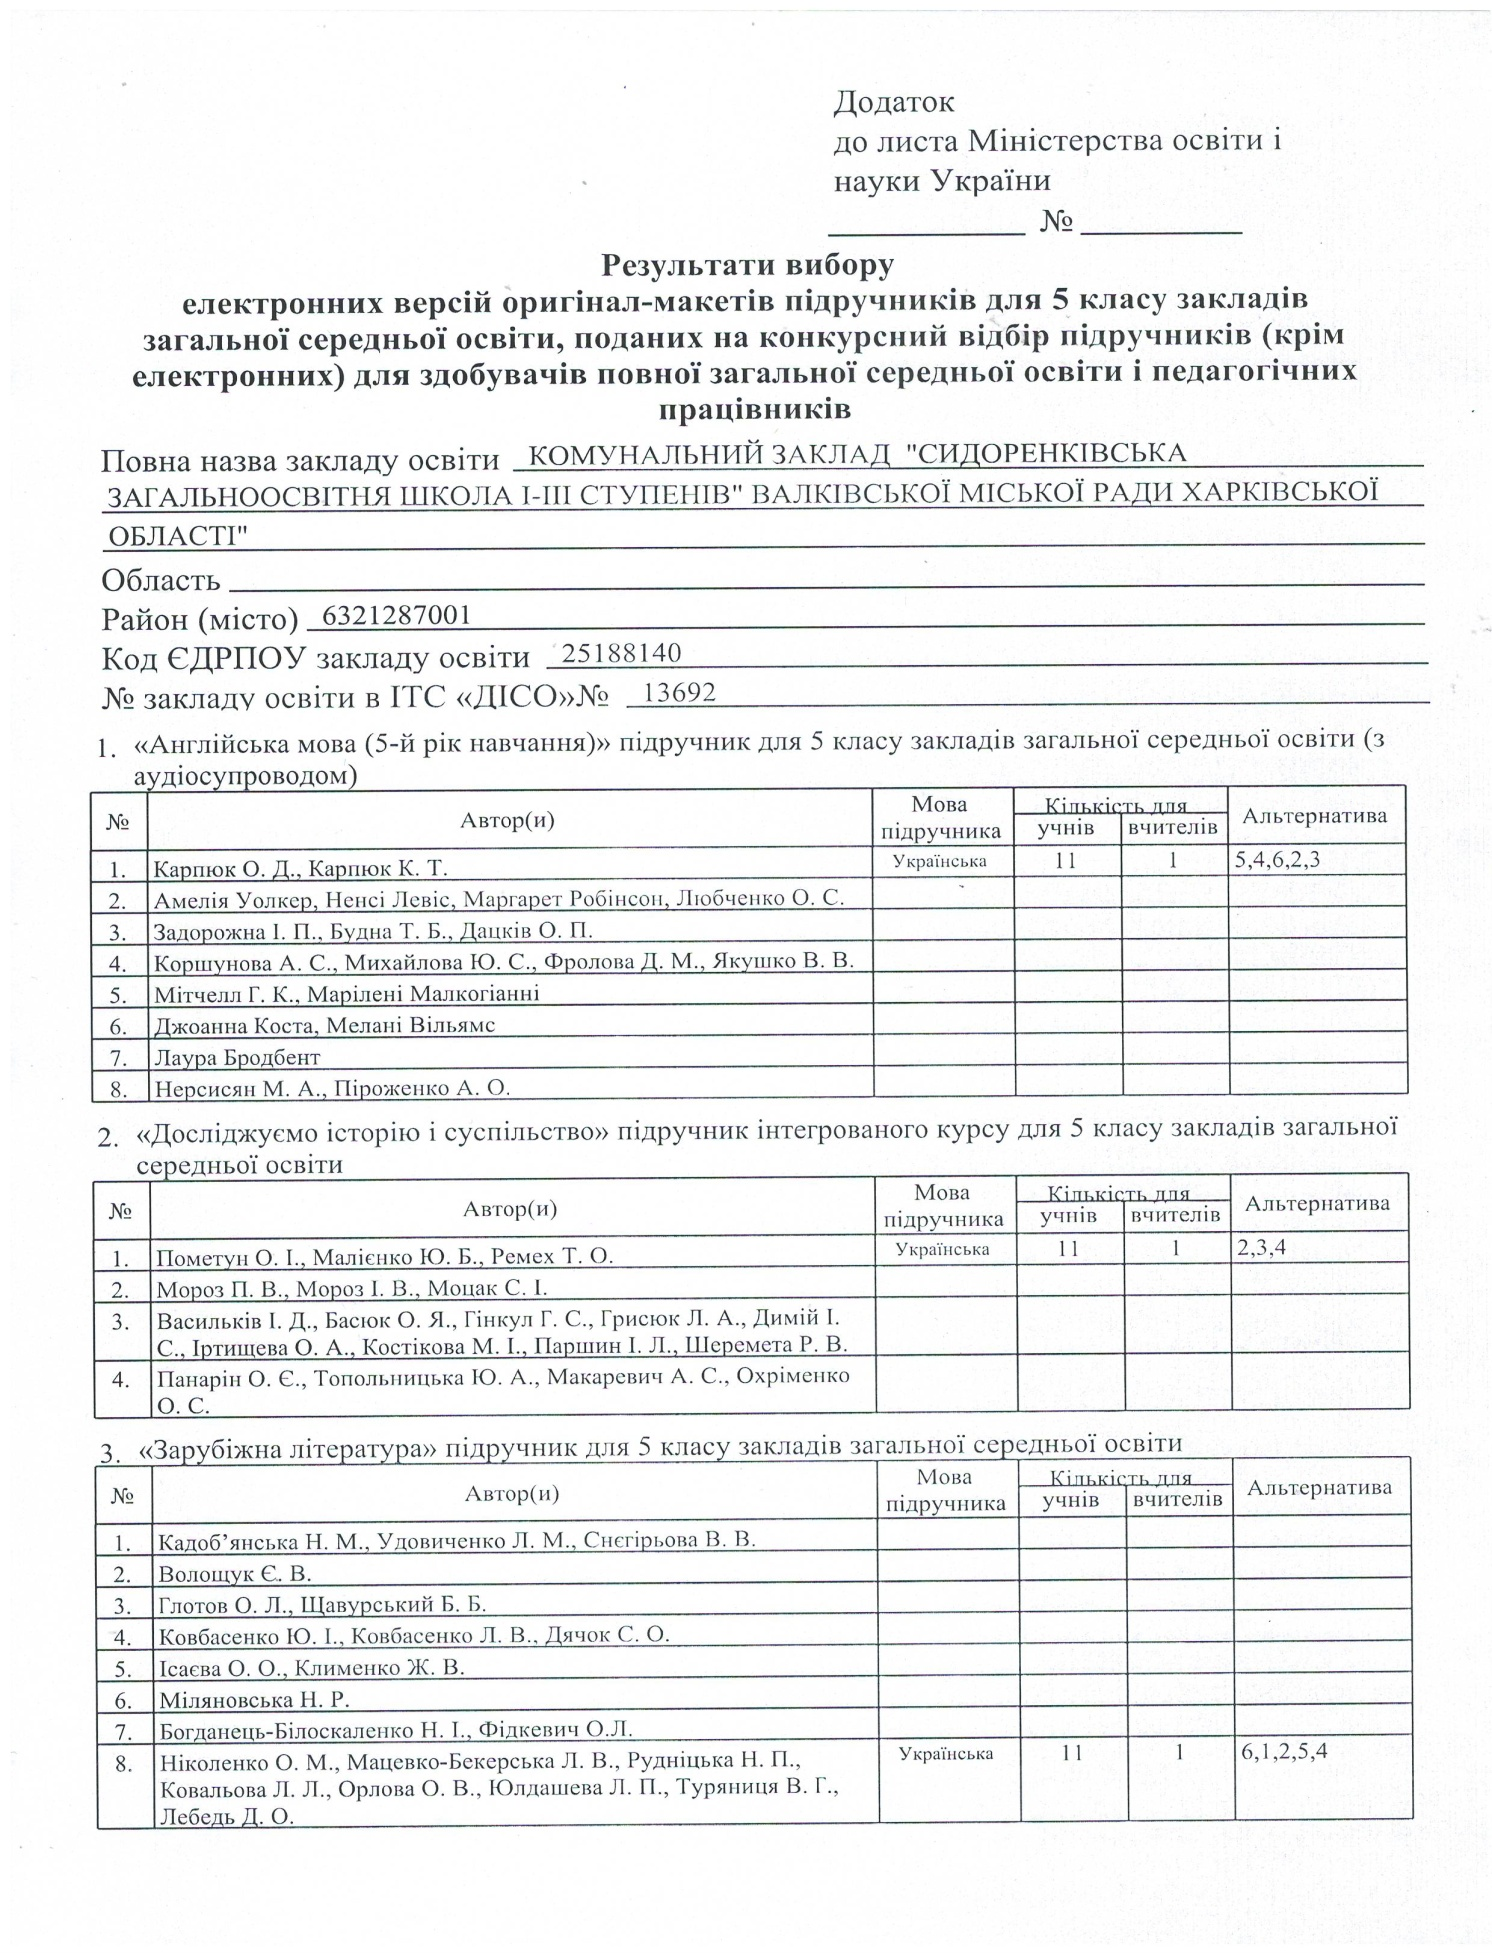 Додаток
до листа Міністерства освіти і
науки України
____________ № __________
Результати вибору
електронних версій оригінал-макетів підручників для 5 класу закладів
загальної середньої освіти, поданих на конкурсний відбір підручників (крім
електронних) для здобувачів повної загальної середньої освіти і педагогічних
працівників
Повна назва закладу освіти КОМУНАЛЬНИЙ ЗАКЛАД "СИДОРЕНКІВСЬКА
ЗАГАЛЬНООСВІТНЯ ШКОЛА І-ІІІ СТУПЕНІВ" ВАЛКІВСЬКОЇ МІСЬКОЇ РАДИ ХАРКІВСЬКОЇ
ОБЛАСТІ"
Область
Район (місто) 6321287001
Код ЄДРПОУ закладу освіти 25188140
№ закладу освіти в ІТС «ДІСО»№ 13692
1. «Англійська мова (5-й рік навчання)» підручник для 5 класу закладів загальної середньої освіти (з
аудіосупроводом)
№ Автор(и) Мова підручника Кількість для учнів вчителів Альтернатива
1. Карпюк О. Д., Карпюк К. Т. Українська 11 1 5,4,6,2,3
2. Амелія Уолкер, Ненсі Левіс, Маргарет Робінсон, Любченко О. С.
3. Задорожна І. П., Будна Т. Б., Дацків О. П.
4. Коршунова А. С., Михайлова Ю. С., Фролова Д. М., Якушко В. В.
5. Мітчелл Г. К., Марілені Малкогіанні
6. Джоанна Коста, Мелані Вільямс
7. Лаура Бродбент
8. Нерсисян М. А., Піроженко А. О.
2. «Досліджуємо історію і суспільство» підручник інтегрованого курсу для 5 класу закладів загальної
середньої освіти
№ Автор(и) Мова підручника Кількість для учнів вчителів Альтернатива
1. Пометун О. І., Малієнко Ю. Б., Ремех Т. О. Українська 11 1 2,3,4
2. Мороз П. В., Мороз І. В., Моцак С. І.
3. Васильків І. Д., Басюк О. Я., Гінкул Г. С., Грисюк Л. А., Димій І.
С., Іртищева О. А., Костікова М. І., Паршин І. Л., Шеремета Р. В.
4. Панарін О. Є., Топольницька Ю. А., Макаревич А. С., Охріменко
О. С.
3. «Зарубіжна література» підручник для 5 класу закладів загальної середньої освіти
№ Автор(и) Мова підручника Кількість для учнів вчителів Альтернатива
1. Кадоб’янська Н. М., Удовиченко Л. М., Снєгірьова В. В.
2. Волощук Є. В.
3. Глотов О. Л., Щавурський Б. Б.
4. Ковбасенко Ю. І., Ковбасенко Л. В., Дячок С. О.
5. Ісаєва О. О., Клименко Ж. В.
6. Міляновська Н. Р.
7. Богданець-Білоскаленко Н. І., Фідкевич О.Л.
8. Ніколенко О. М., Мацевко-Бекерська Л. В., Рудніцька Н. П., Українська 11 1 6,1,2,5,4
Ковальова Л. Л., Орлова О. В., Юлдашева Л. П., Туряниця В. Г.,
Лебедь Д. О.